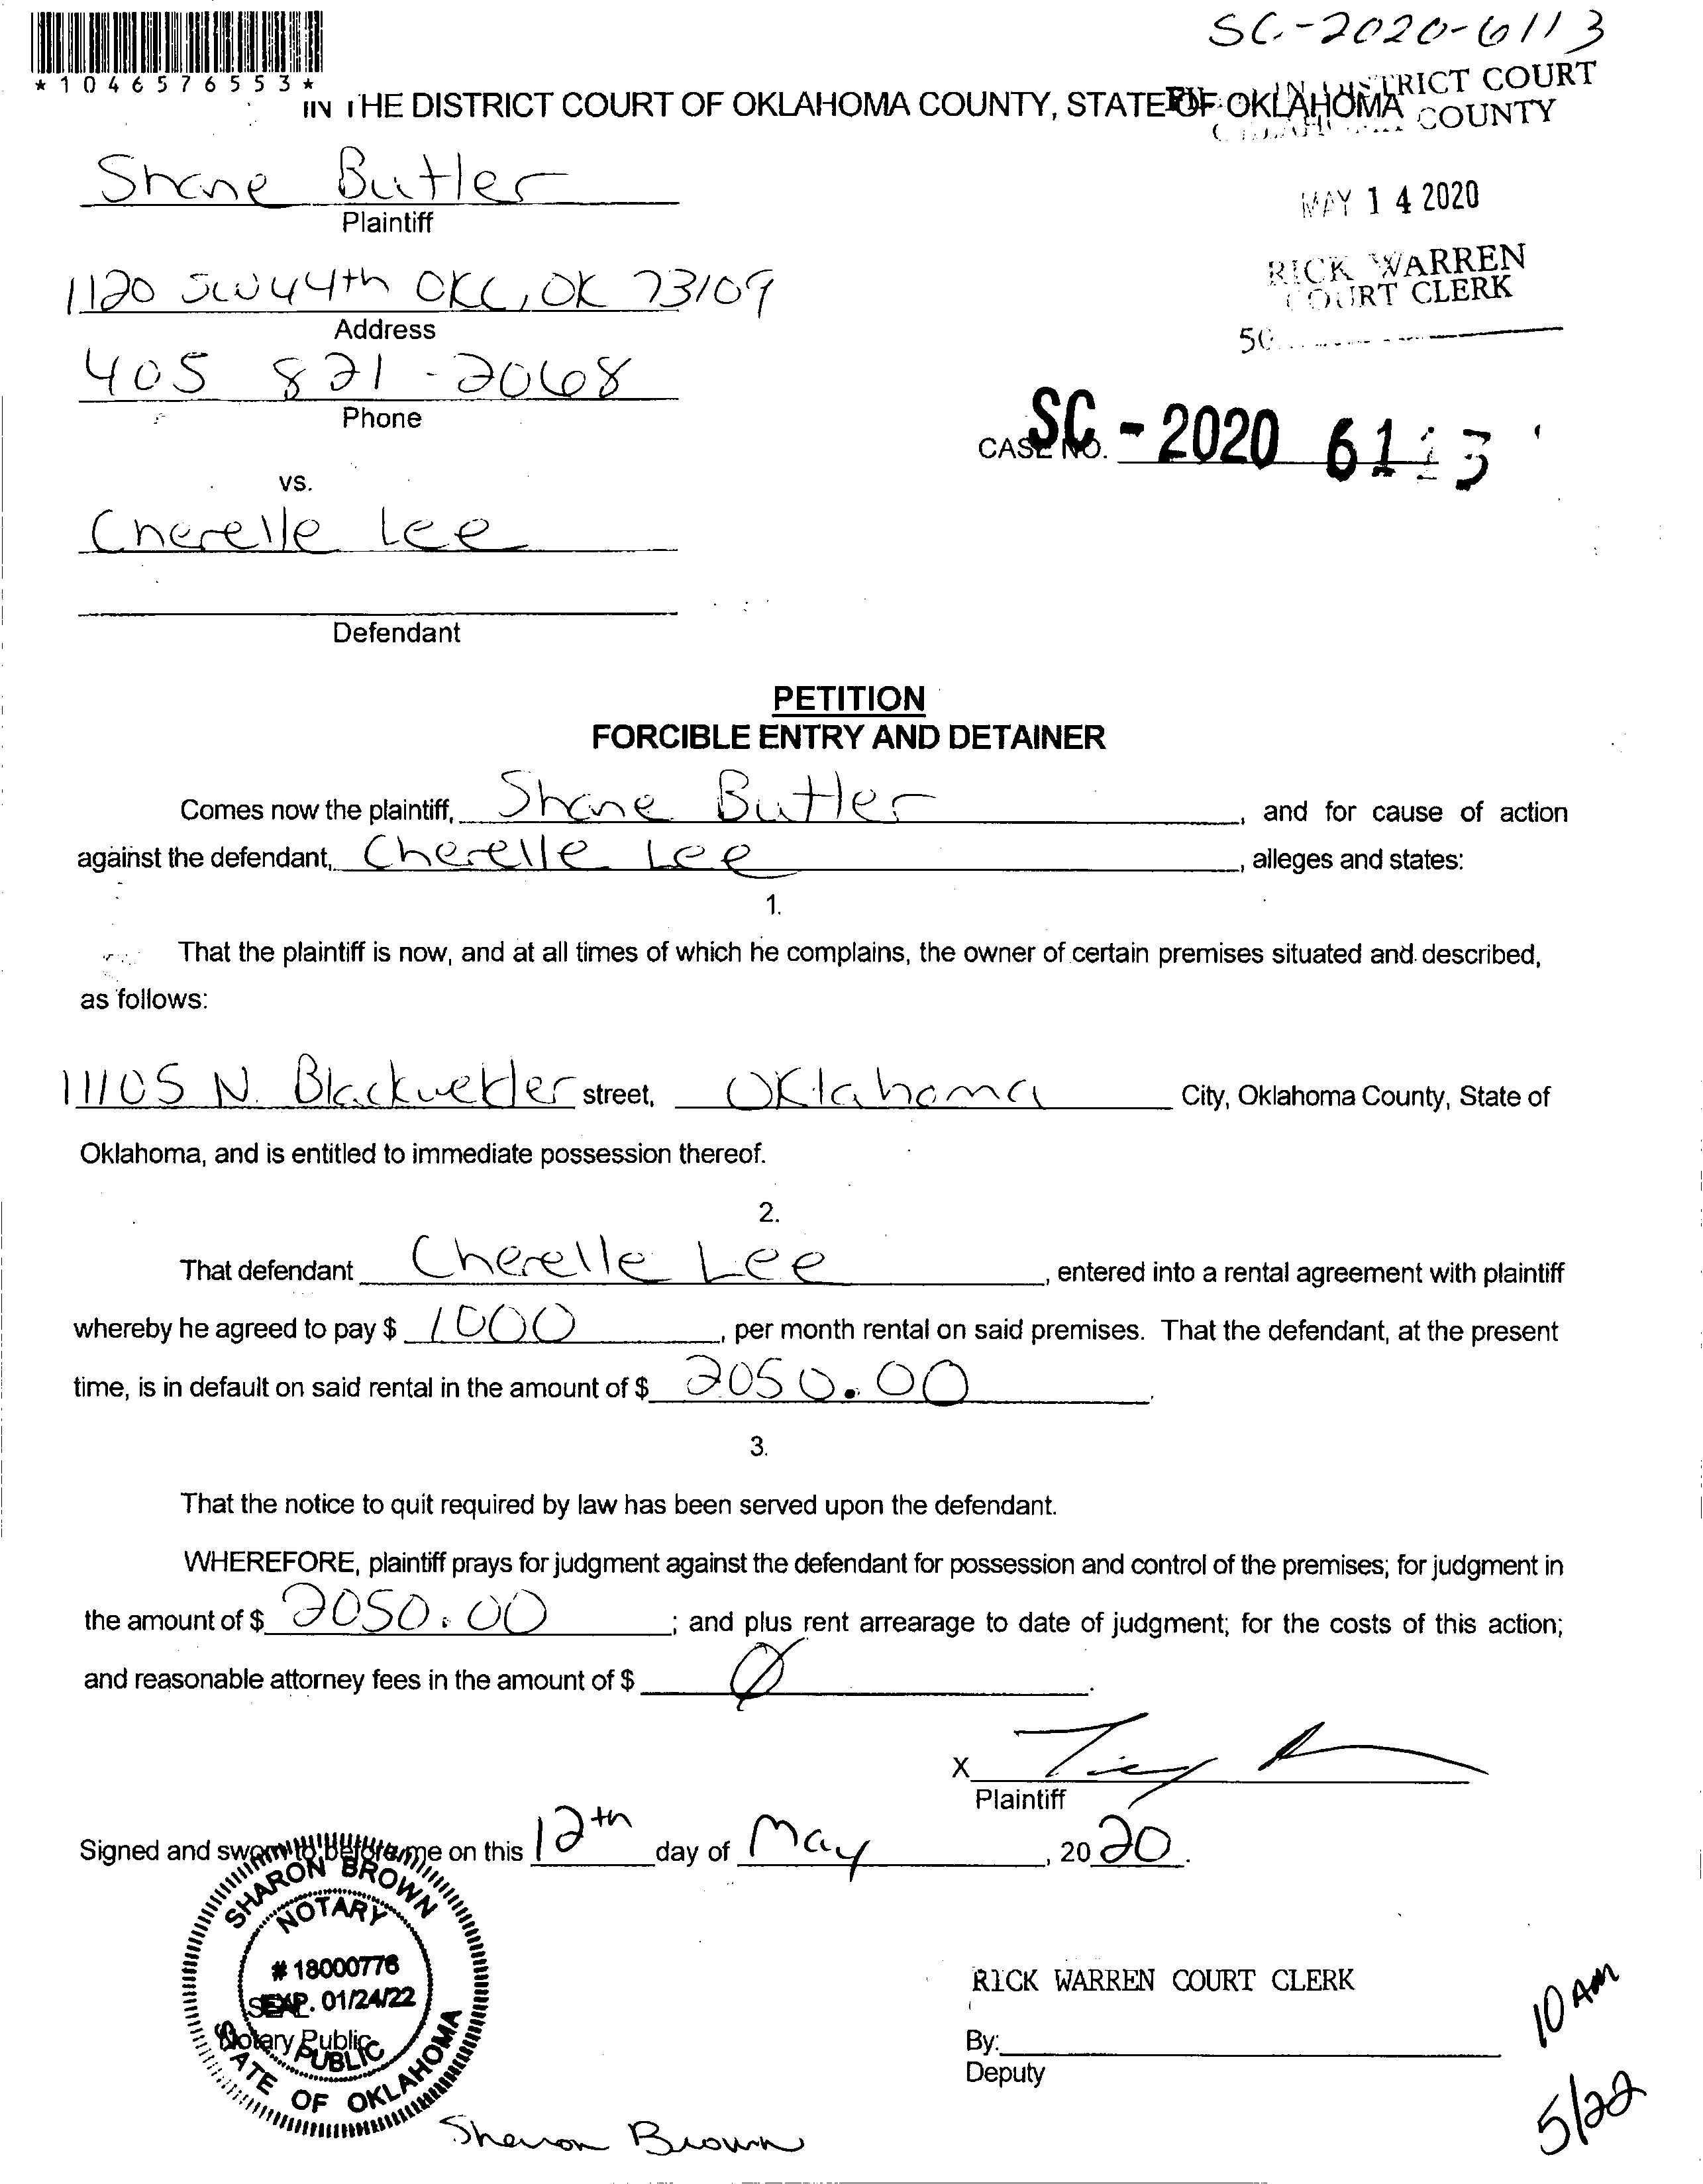 SC-2020-6113
*1046576553*
IN THE DISTRICT COURT OF OKLAHOMA COUNTY, STATE OF OKLAHOMA
IN DISTRICT COURT
COUNTY
Shane Butler
Plaintiff
MAY 14 2020
RICK WARREN
COURT CLERK
1120 SW 44th OKC, OK 73109
Address
405 821-2068
Phone
CASE NO. SC - 2020 6113
vs.
Cherelle Lee
Defendant
PETITION
FORCIBLE ENTRY AND DETAINER
Comes now the plaintiff, Shane Butler, and for cause of action
against the defendant, Cherelle Lee, alleges and states:
1.
That the plaintiff is now, and at all times of which he complains, the owner of certain premises situated and described,
as follows:
11105 N. Blackwelder street, Oklahoma City, Oklahoma County, State of
Oklahoma, and is entitled to immediate possession thereof.
2.
That defendant Cherelle Lee, entered into a rental agreement with plaintiff
whereby he agreed to pay $ 1000, per month rental on said premises. That the defendant, at the present
time, is in default on said rental in the amount of $ 2050.00.
3.
That the notice to quit required by law has been served upon the defendant.
WHEREFORE, plaintiff prays for judgment against the defendant for possession and control of the premises; for judgment in
the amount of $ 2050.00; and plus rent arrearage to date of judgment; for the costs of this action;
and reasonable attorney fees in the amount of $ Ø.
X
Plaintiff
Signed and sworn to before me on this 12th day of May, 2020.
SHARON BROWN
NOTARY
# 18000776
EXP. 01/24/22
SEAL
Notary Public
PUBLIC
STATE OF OKLAHOMA
RICK WARREN COURT CLERK
By:
Deputy
10 AM
5/22
Sharon Brown